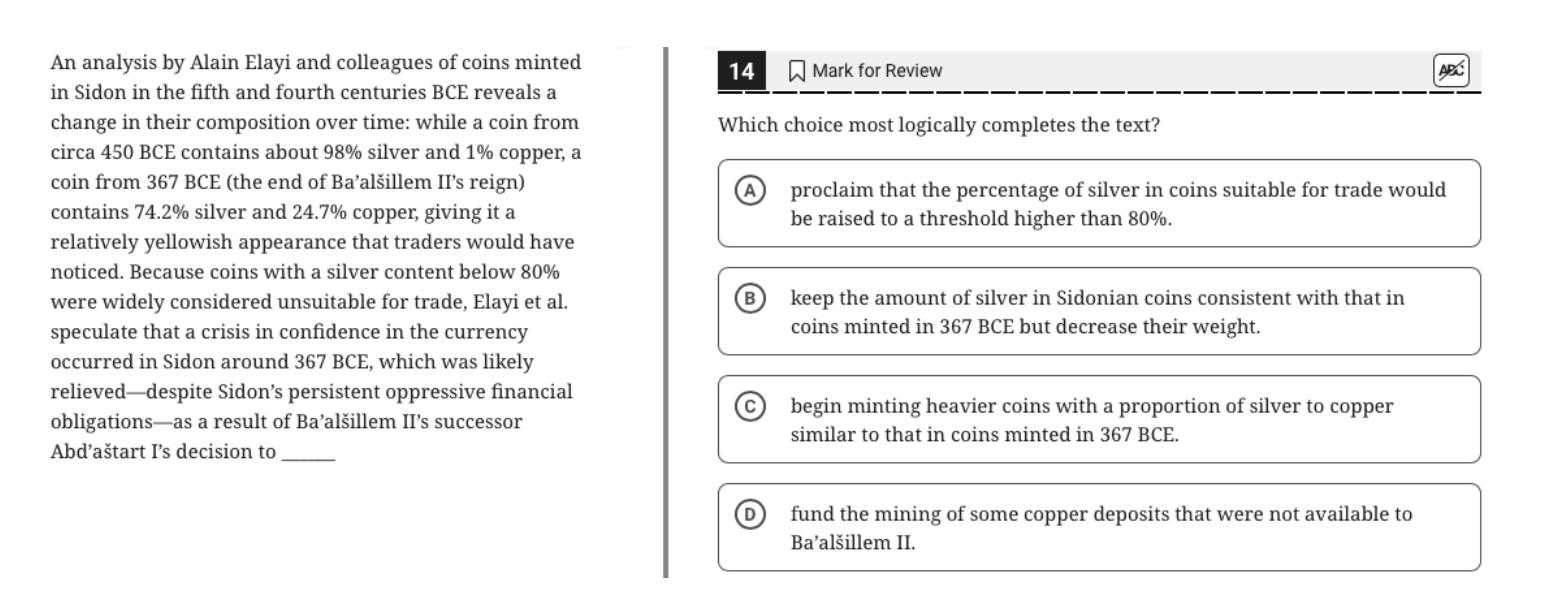 An analysis by Alain Elayi and colleagues of coins minted
in Sidon in the fifth and fourth centuries BCE reveals a
change in their composition over time: while a coin from
circa 450 BCE contains about 98% silver and 1% copper, a
coin from 367 BCE (the end of Ba’alšillem II’s reign)
contains 74.2% silver and 24.7% copper, giving it a
relatively yellowish appearance that traders would have
noticed. Because coins with a silver content below 80%
were widely considered unsuitable for trade, Elayi et al.
speculate that a crisis in confidence in the currency
occurred in Sidon around 367 BCE, which was likely
relieved—despite Sidon’s persistent oppressive financial
obligations—as a result of Ba’alšillem II’s successor
Abd’aštart I’s decision to ______
14 Mark for Review ABC
Which choice most logically completes the text?
A proclaim that the percentage of silver in coins suitable for trade would
be raised to a threshold higher than 80%.
B keep the amount of silver in Sidonian coins consistent with that in
coins minted in 367 BCE but decrease their weight.
C begin minting heavier coins with a proportion of silver to copper
similar to that in coins minted in 367 BCE.
D fund the mining of some copper deposits that were not available to
Ba’alšillem II.